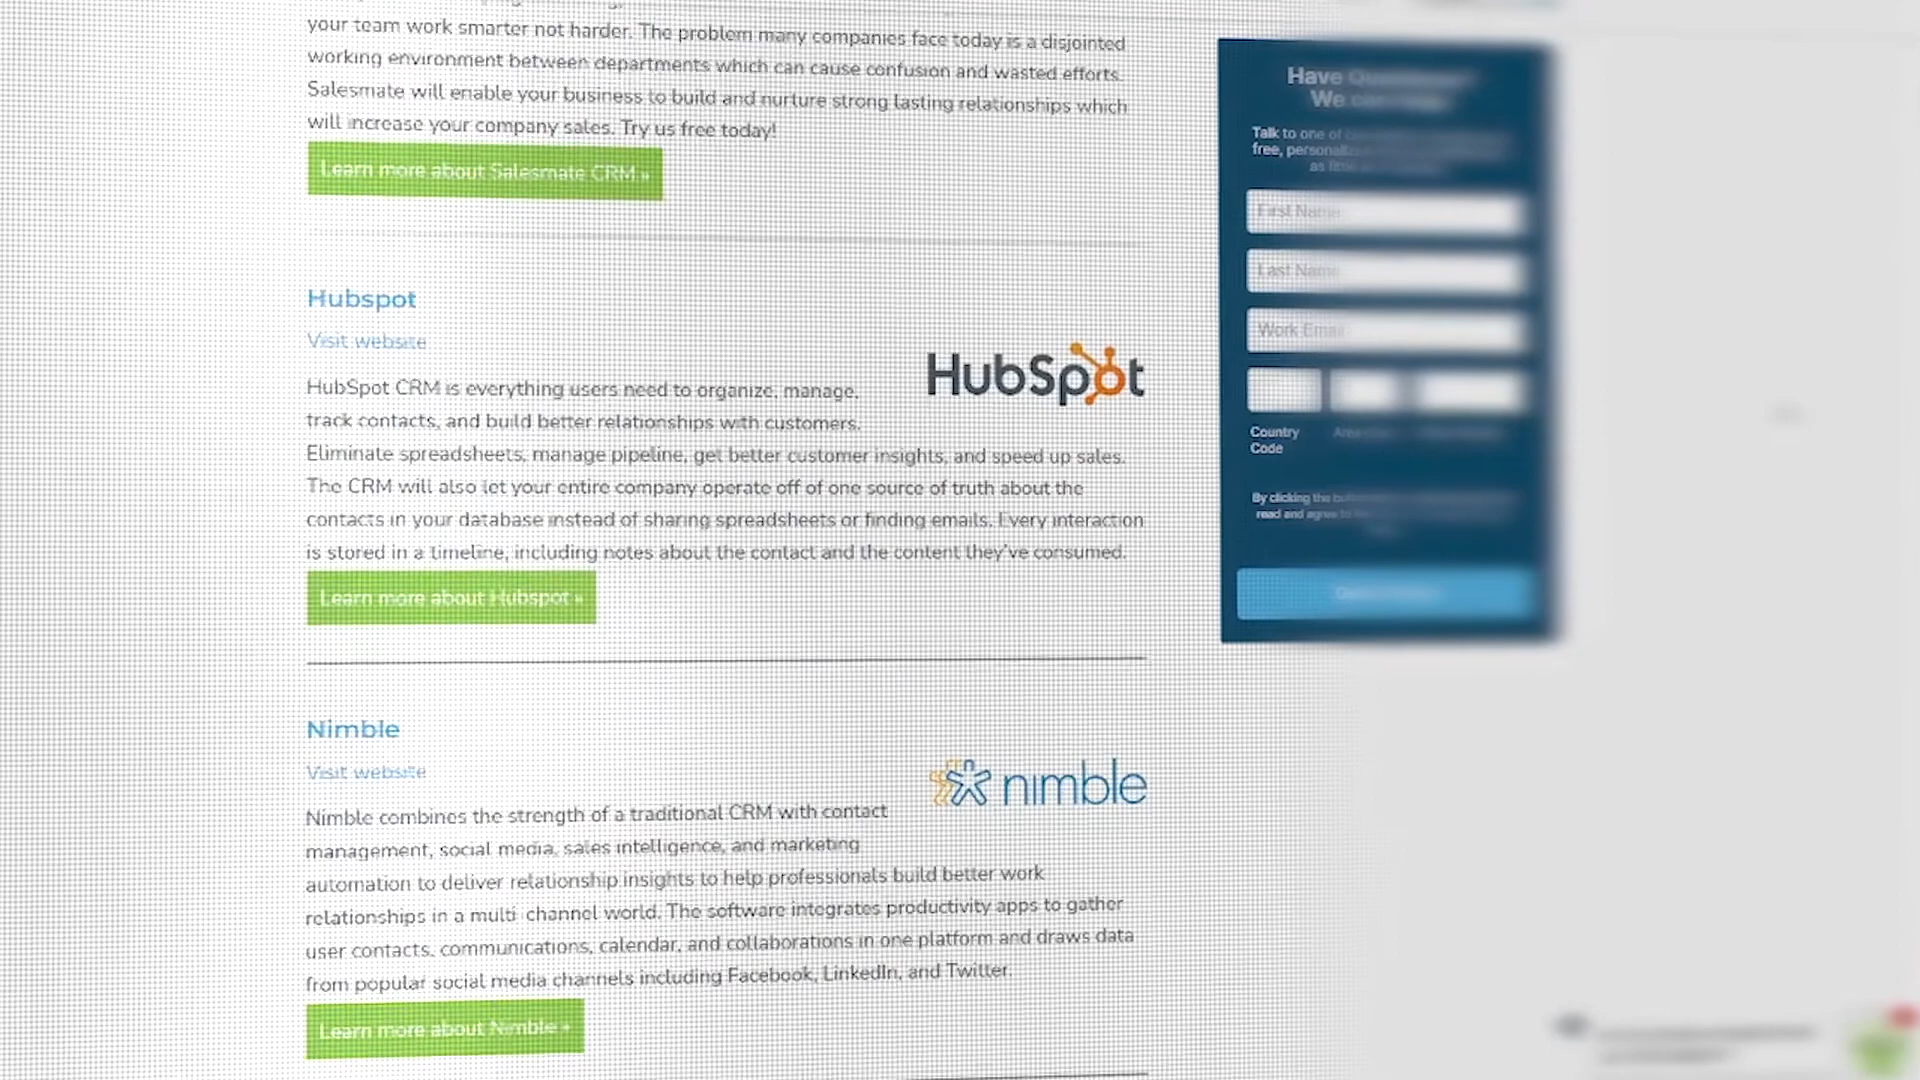 your team work smarter not harder. The problem many companies face today is a disjointed
working environment between departments which can cause confusion and wasted efforts.
Salesmate will enable your business to build and nurture strong lasting relationships which
will increase your company sales. Try us free today!
Learn more about Salesmate CRM »
Hubspot
Visit website
HubSpot
HubSpot CRM is everything users need to organize, manage,
track contacts, and build better relationships with customers.
Eliminate spreadsheets, manage pipeline, get better customer insights, and speed up sales.
The CRM will also let your entire company operate off of one source of truth about the
contacts in your database instead of sharing spreadsheets or finding emails. Every interaction
is stored in a timeline, including notes about the contact and the content they've consumed.
Learn more about Hubspot »
Nimble
Visit website
nimble
Nimble combines the strength of a traditional CRM with contact
management, social media, sales intelligence, and marketing
automation to deliver relationship insights to help professionals build better work
relationships in a multi-channel world. The software integrates productivity apps to gather
user contacts, communications, calendar, and collaborations in one platform and draws data
from popular social media channels including Facebook, LinkedIn, and Twitter.
Learn more about Nimble »
Have
We
Talk to one of
free,
as
First Name
Last Name
Work Email
Country
Code
By clicking the
read and agree to